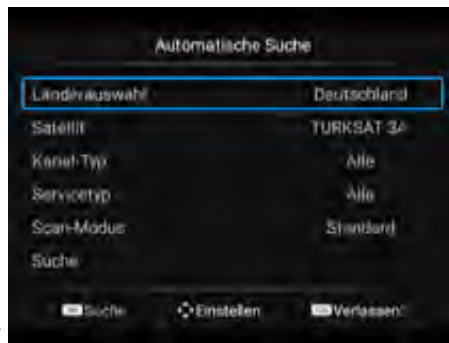 Automatische Suche
Länderauswahl Deutschland
Satellit TURKSAT 3A
Kanal-Typ Alle
Servicetyp Alle
Scan-Modus Standard
Suche
Suche Einstellen Verlassen